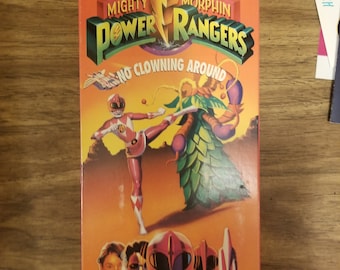 MIGHTY MORPHIN
POWER RANGERS
NO CLOWNING AROUND